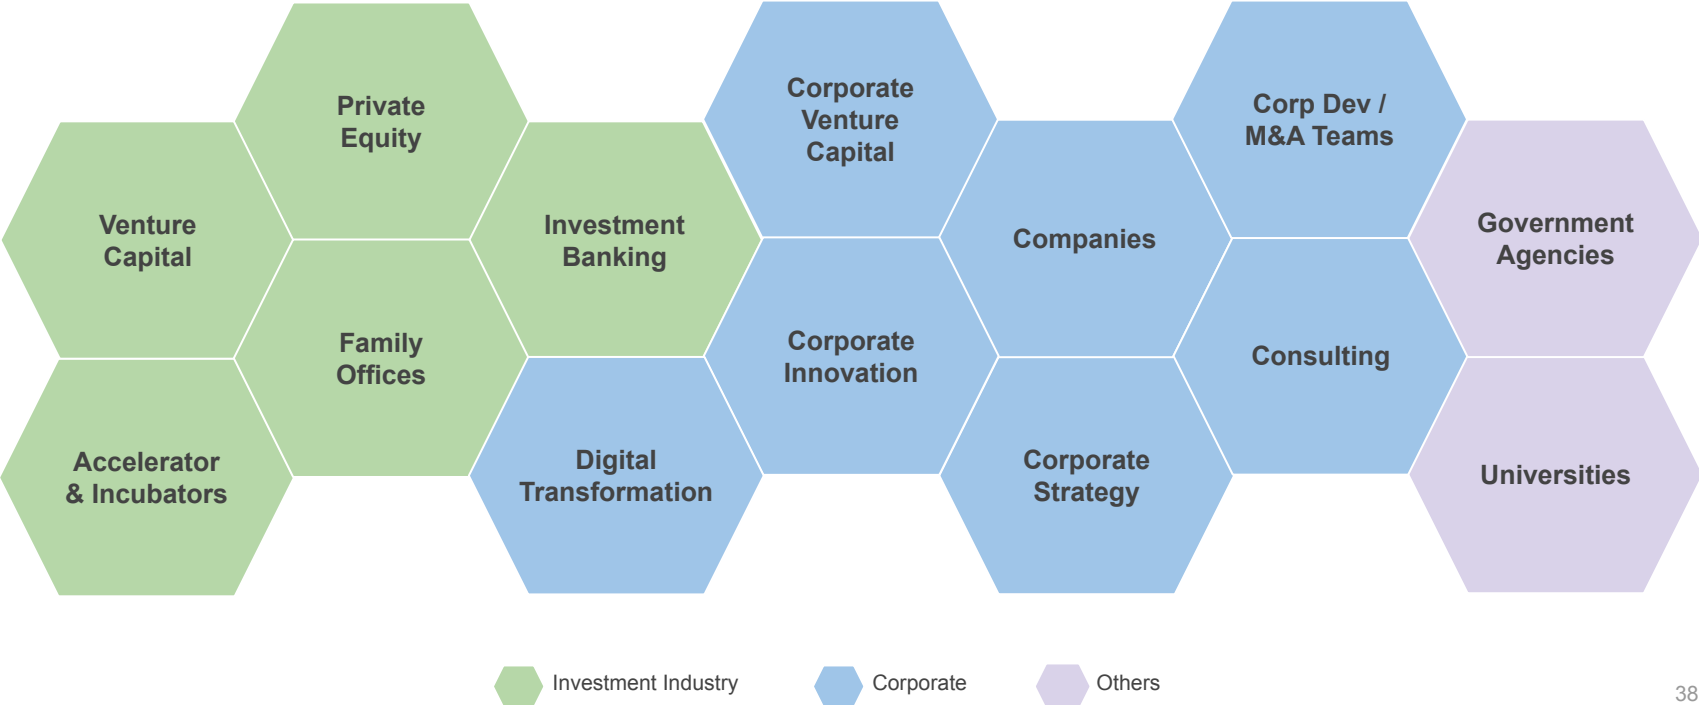 Private
Equity
Corporate
Venture
Capital
Corp Dev /
M&A Teams
Venture
Capital
Investment
Banking
Companies
Government
Agencies
Family
Offices
Corporate
Innovation
Consulting
Accelerator
& Incubators
Digital
Transformation
Corporate
Strategy
Universities
Investment Industry
Corporate
Others
38